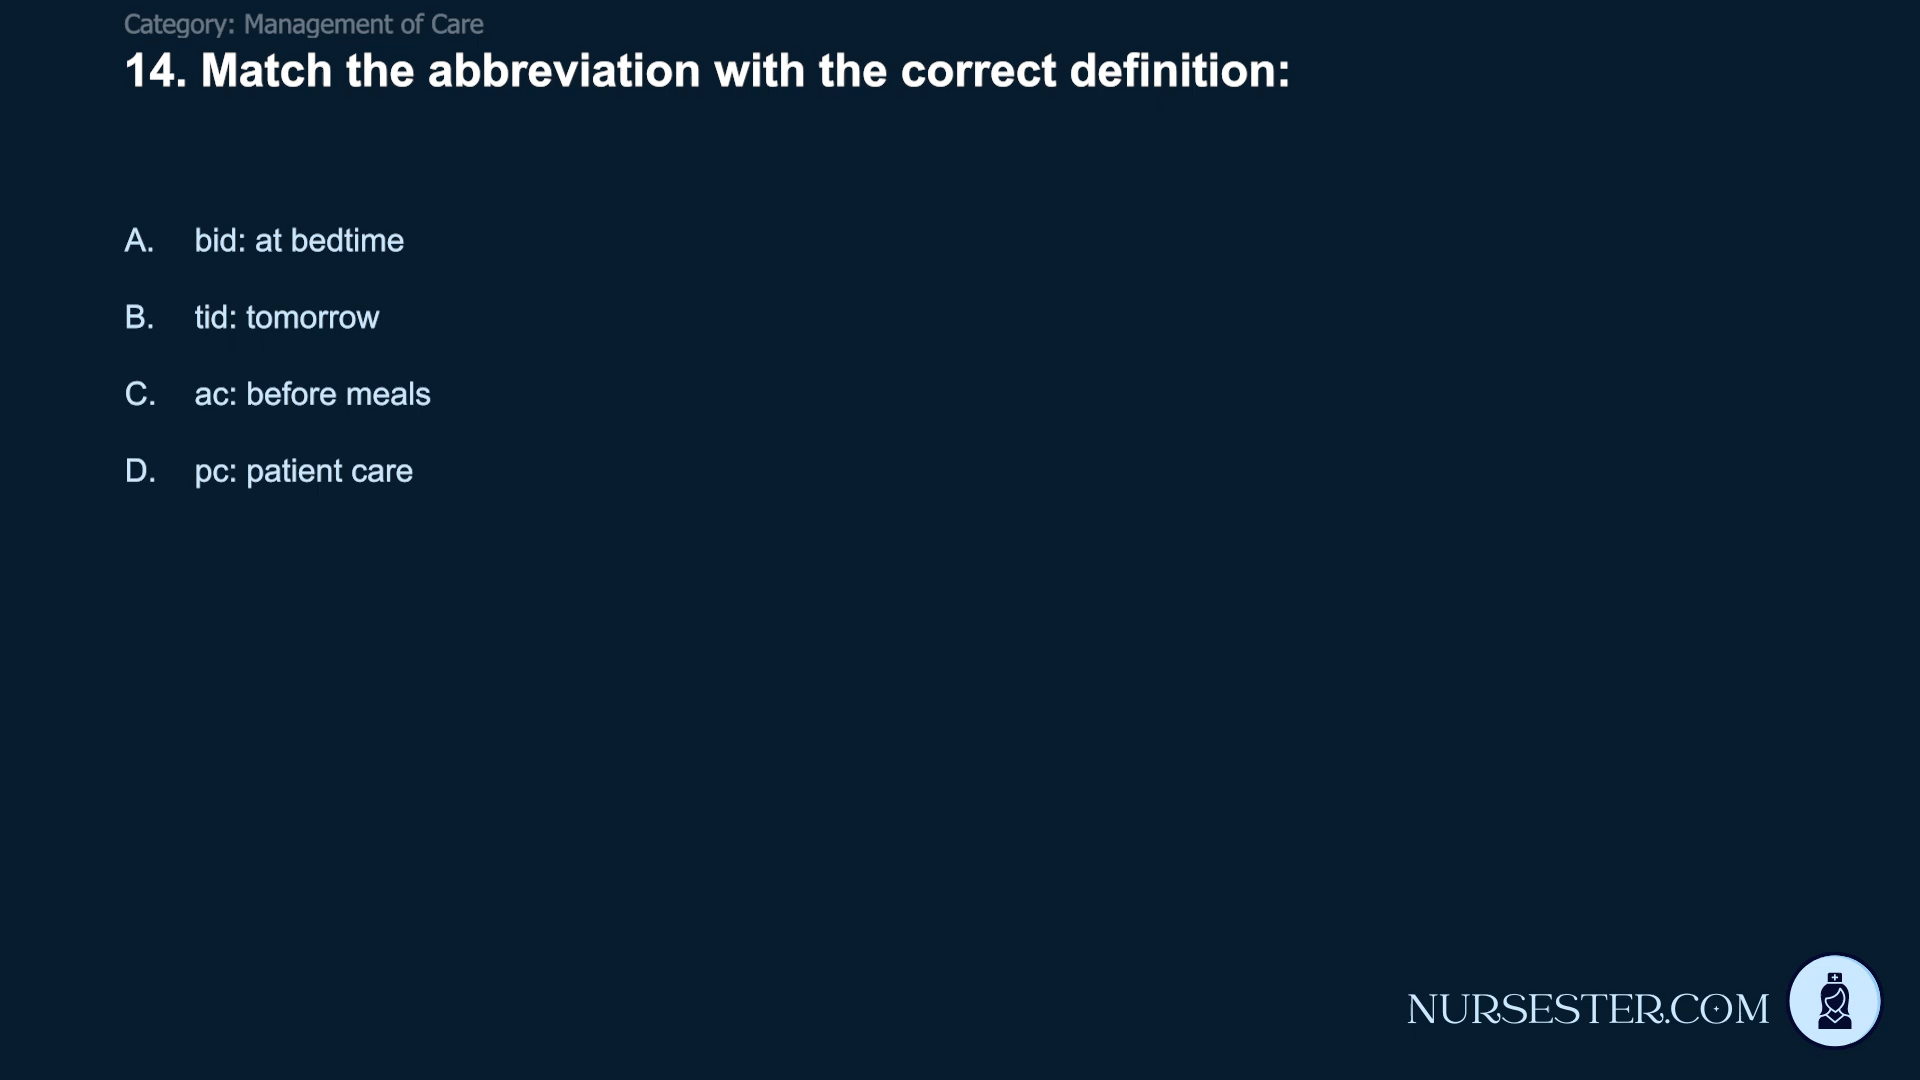 Category: Management of Care
14. Match the abbreviation with the correct definition:
A. bid: at bedtime
B. tid: tomorrow
C. ac: before meals
D. pc: patient care
NURSESTER.COM